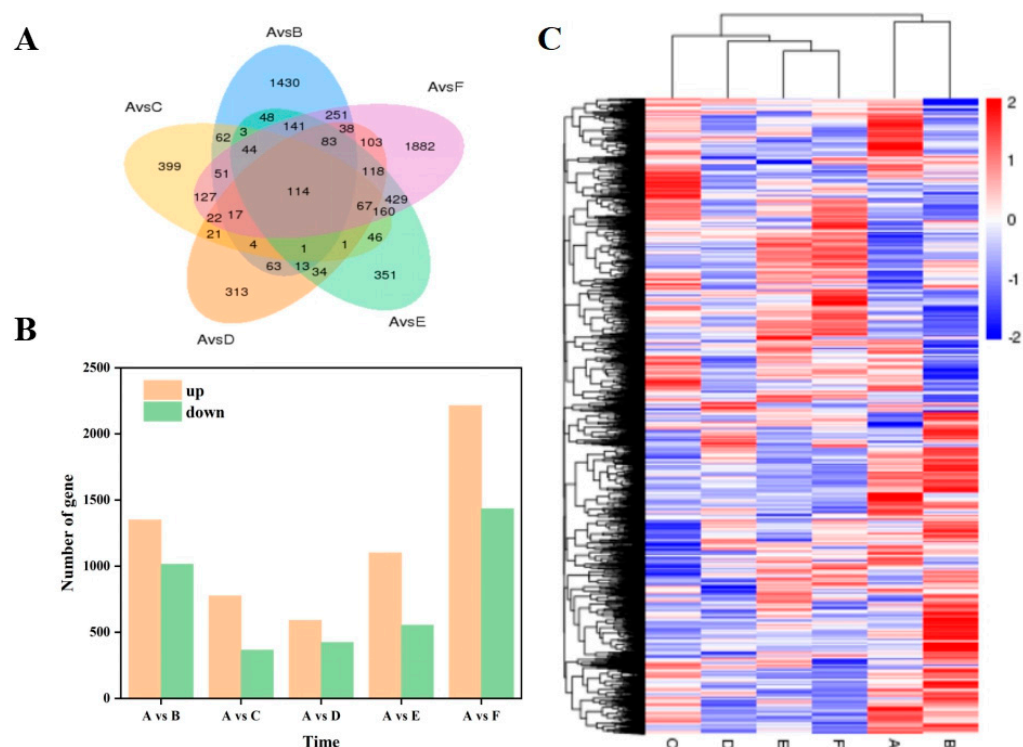 A
AvsB
1430
AvsC
AvsF
48
251
62
3
141
38
44
83
103
1882
399
51
118
127
114
429
67
160
22
17
21
4
1
1
46
63
13
34
351
313
AvsE
AvsD
B
2500
2000
1500
1000
500
0
up
down
Number of gene
A vs B
A vs C
A vs D
A vs E
A vs F
Time
C
2
1
0
-1
-2
C
D
E
F
A
B